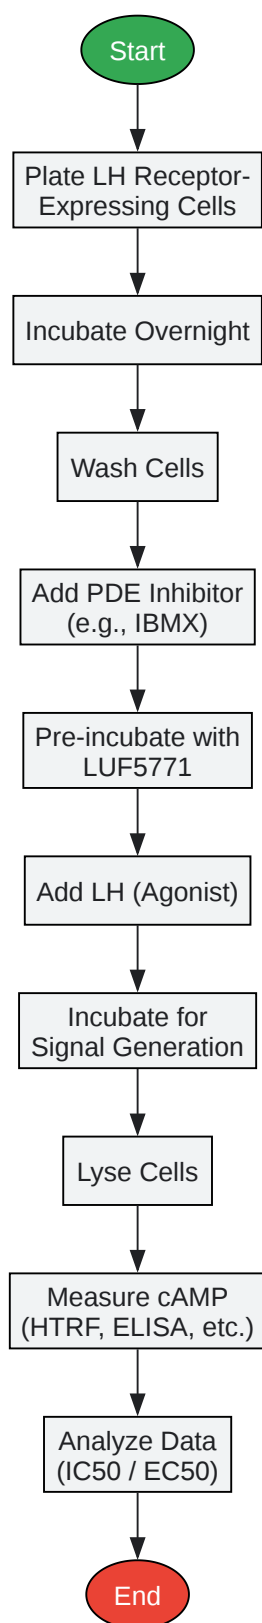 Start
Plate LH Receptor-
Expressing Cells
Incubate Overnight
Wash Cells
Add PDE Inhibitor
(e.g., IBMX)
Pre-incubate with
LUF5771
Add LH (Agonist)
Incubate for
Signal Generation
Lyse Cells
Measure cAMP
(HTRF, ELISA, etc.)
Analyze Data
(IC50 / EC50)
End